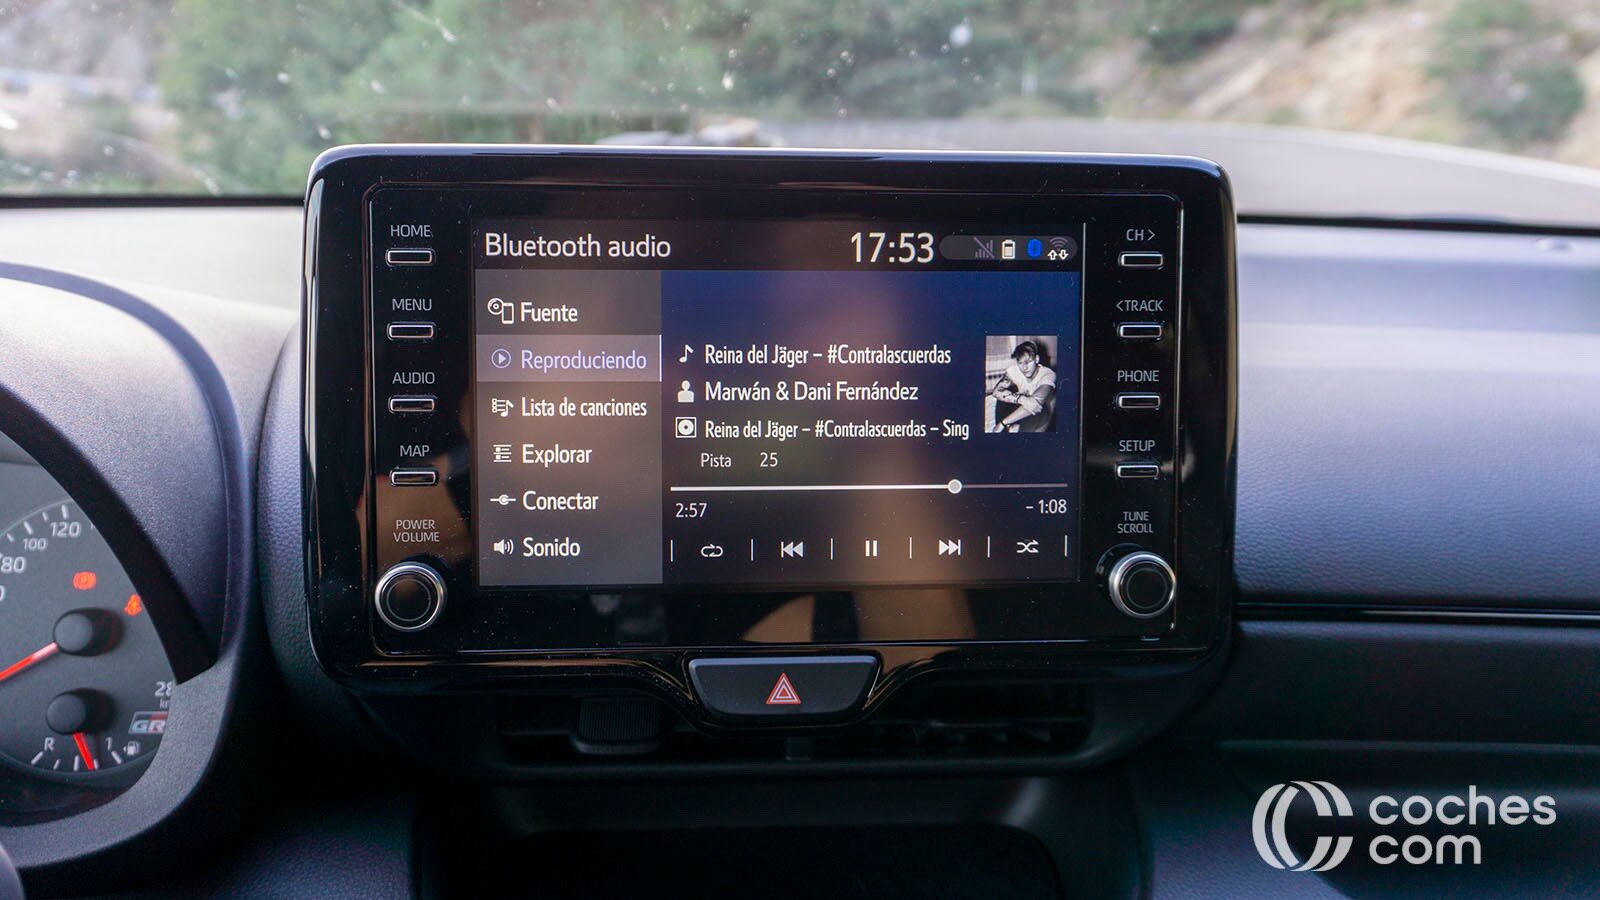 HOME
MENU
AUDIO
MAP
POWER
VOLUME
Bluetooth audio
17:53
Fuente
Reproduciendo
Lista de canciones
Explorar
Conectar
Sonido
Reina del Jäger – #Contralascuerdas
Marwán & Dani Fernández
Reina del Jäger – #Contralascuerdas – Sing
Pista 25
2:57
- 1:08
CH >
< TRACK
PHONE
SETUP
TUNE
SCROLL
80
100
120
GR
R
1
coches
com